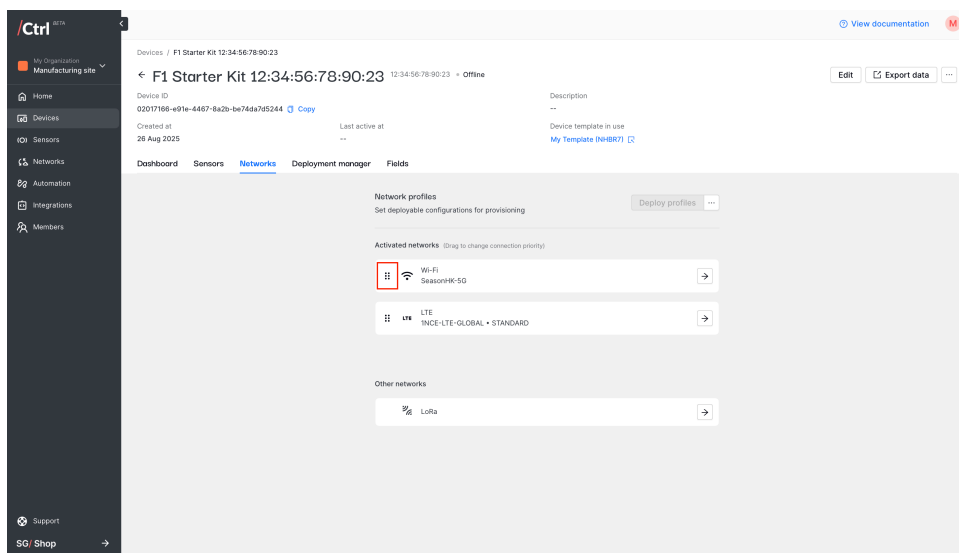 /Ctrl BETA
View documentation
M
My Organization
Manufacturing site
Home
Devices
Sensors
Networks
Automation
Integrations
Members
Support
SG/ Shop
Devices / F1 Starter Kit 12:34:56:78:90:23
F1 Starter Kit 12:34:56:78:90:23 12:34:56:78:90:23 Offline
Edit Export data
Device ID Description
02017166-e91e-4467-8a2b-be74da7d5244 Copy --
Created at Last active at Device template in use
26 Aug 2025 -- My Template (NHBR7)
Dashboard Sensors Networks Deployment manager Fields
Network profiles
Set deployable configurations for provisioning
Deploy profiles
Activated networks (Drag to change connection priority)
Wi-Fi
SeasonHK-5G
LTE
LTE
1NCE-LTE-GLOBAL • STANDARD
Other networks
LoRa